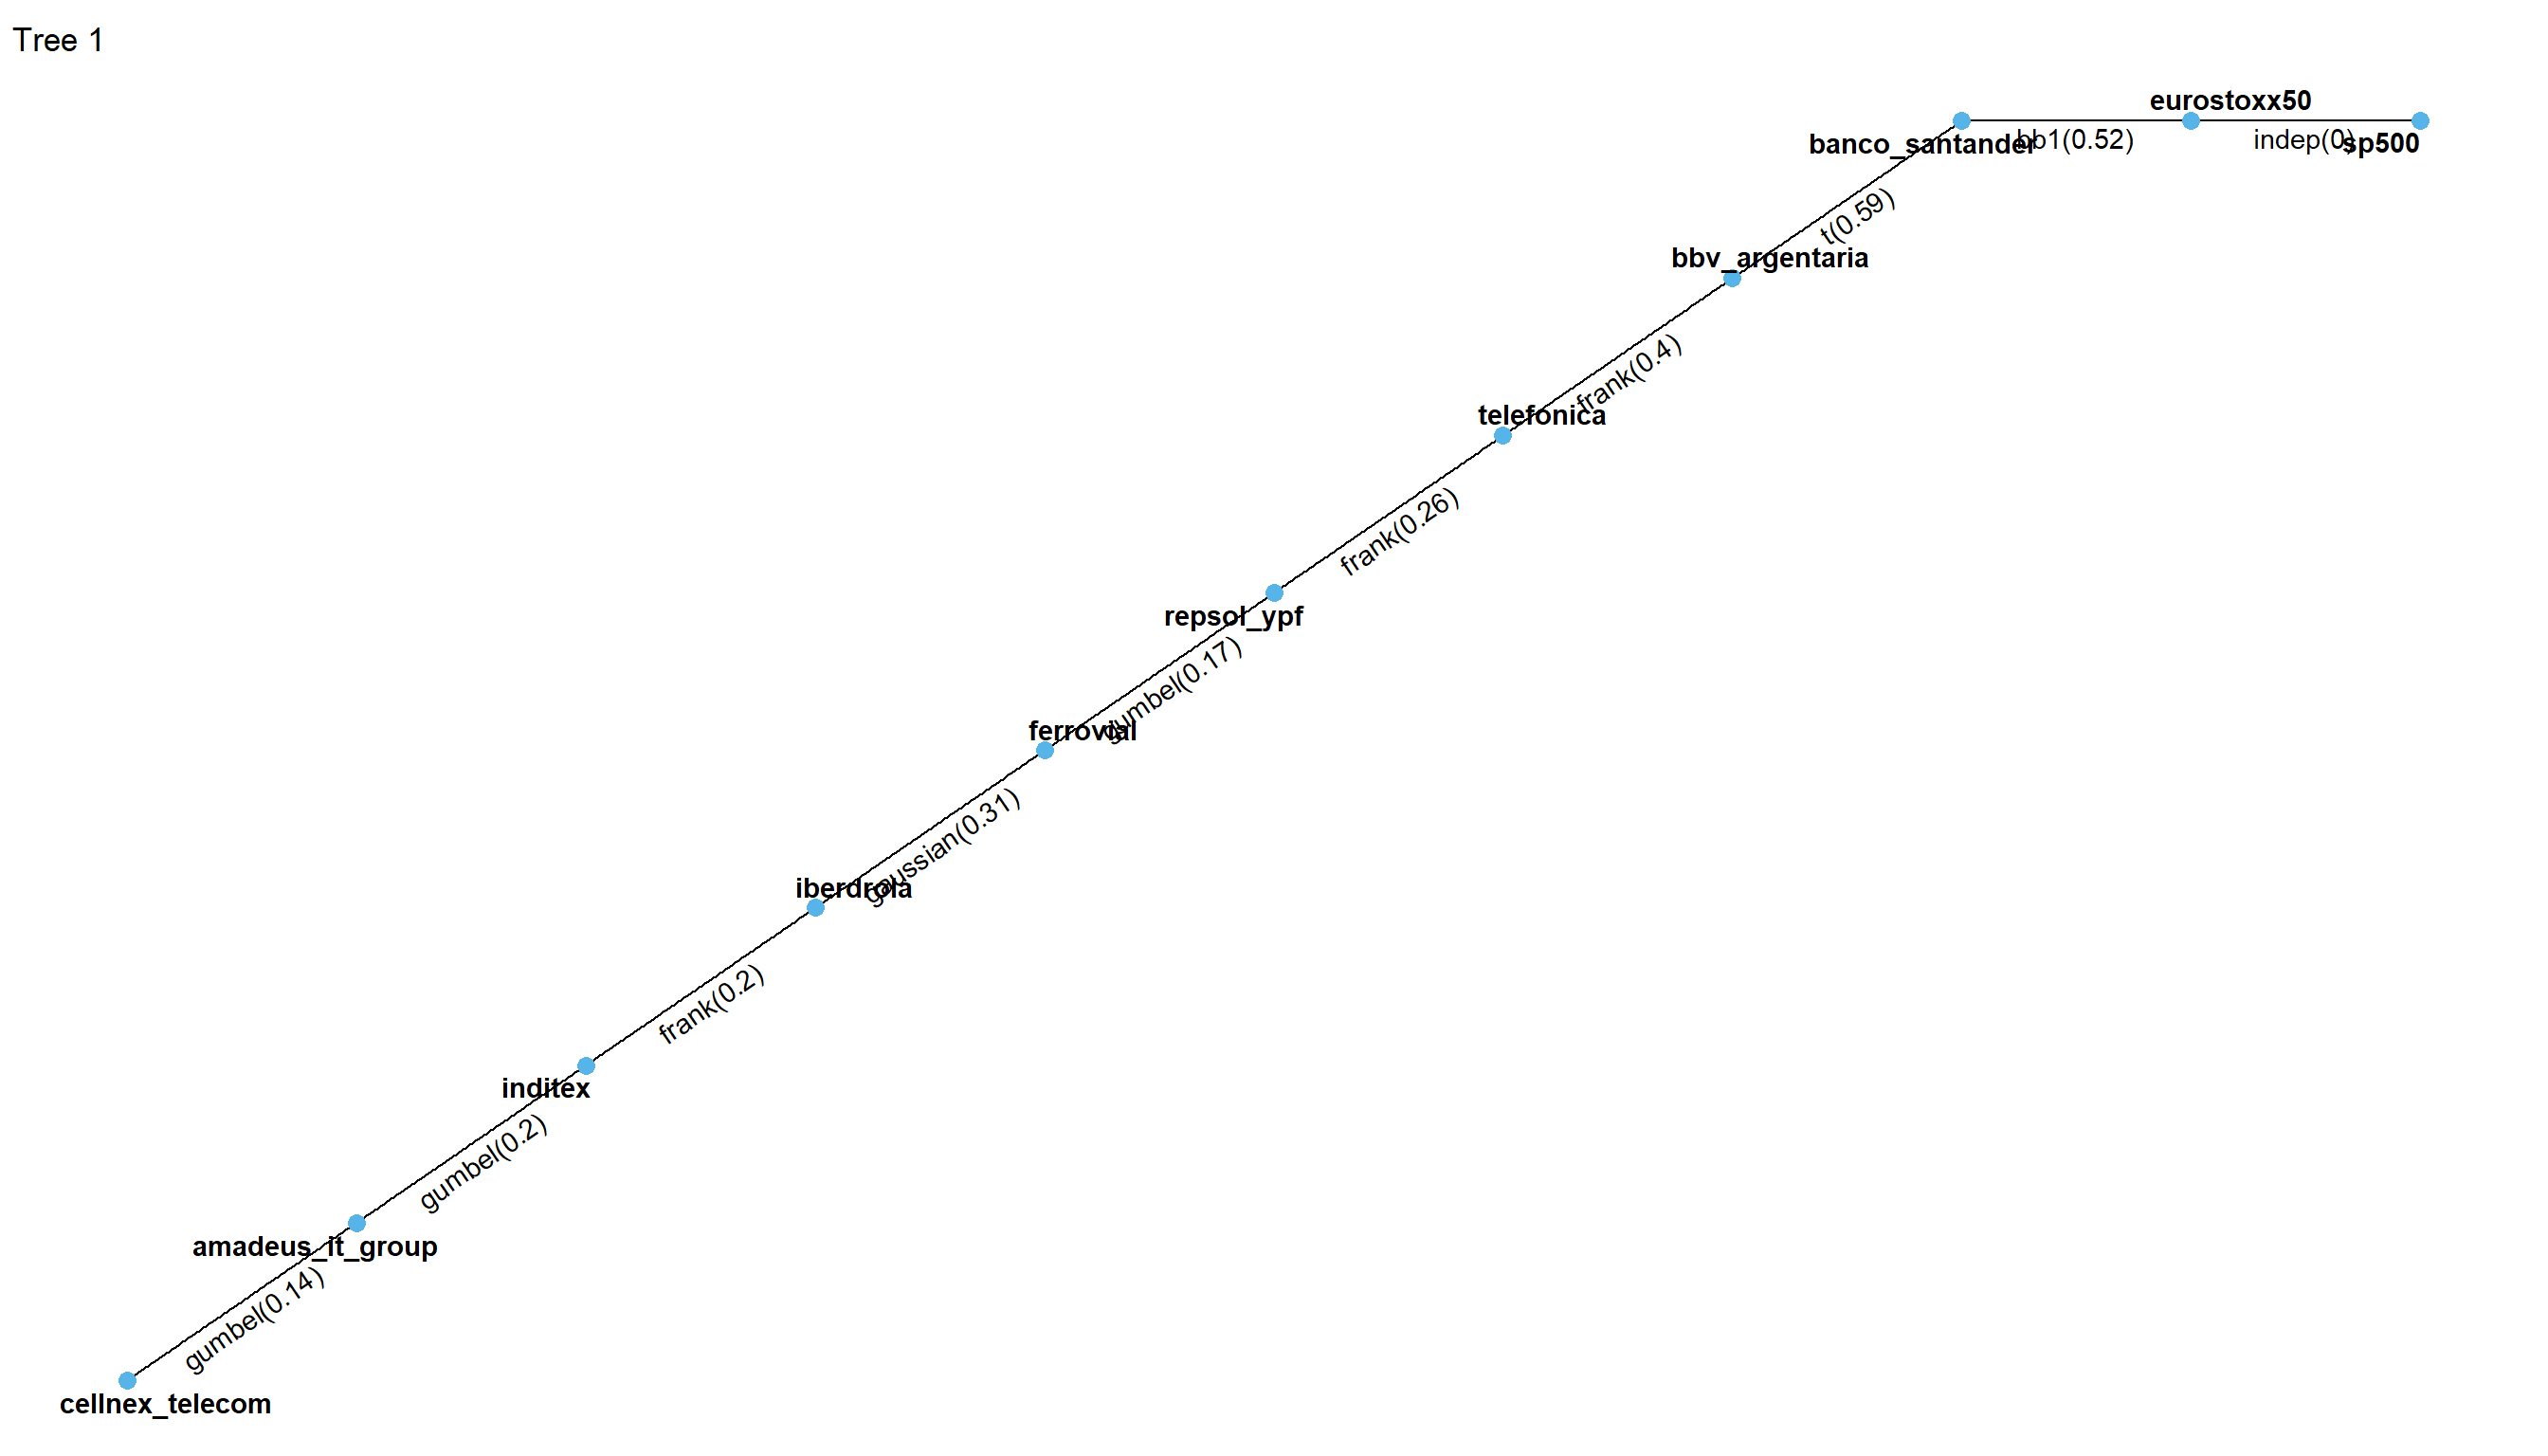 Tree 1
eurostoxx50
banco_santander
bb1(0.52)
indep(0)
sp500
t(0.59)
bbv_argentaria
frank(0.4)
telefonica
frank(0.26)
repsol_ypf
gumbel(0.17)
ferrovial
gaussian(0.31)
iberdrola
frank(0.2)
inditex
gumbel(0.2)
amadeus_it_group
gumbel(0.14)
cellnex_telecom